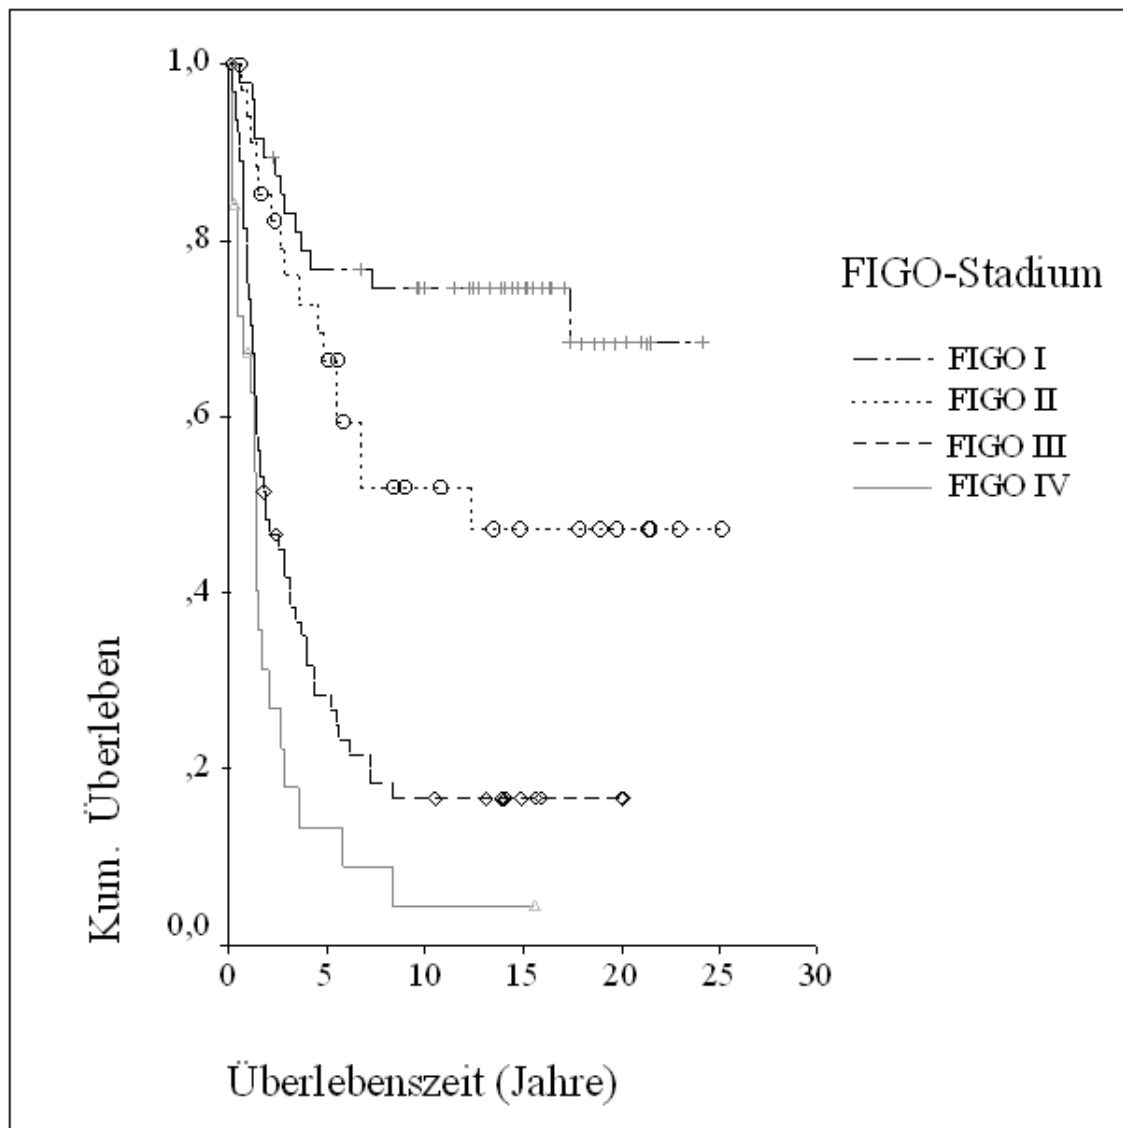 1,0
,8
,6
,4
,2
0,0
Kum. Überleben
0
5
10
15
20
25
30
Überlebenszeit (Jahre)
FIGO-Stadium
FIGO I
FIGO II
FIGO III
FIGO IV